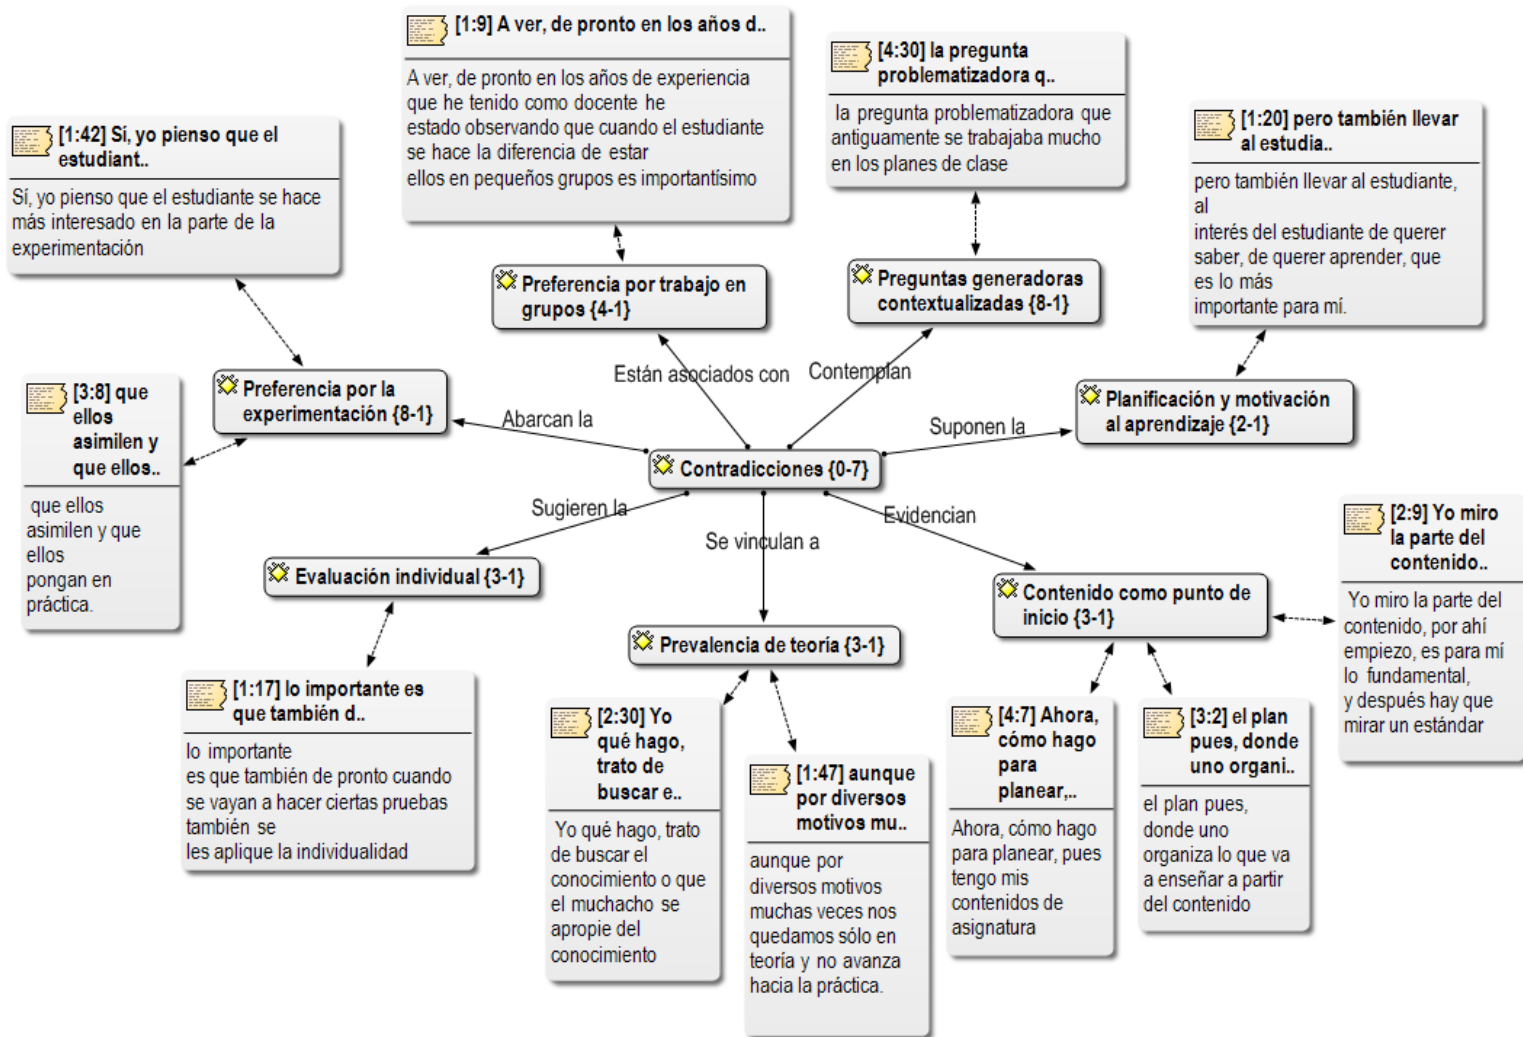 [1:9] A ver, de pronto en los años d..
A ver, de pronto en los años de experiencia
que he tenido como docente he
estado observando que cuando el estudiante
se hace la diferencia de estar
ellos en pequeños grupos es importantísimo
[4:30] la pregunta
problematizadora q..
la pregunta problematizadora que
antiguamente se trabajaba mucho
en los planes de clase
[1:42] Sí, yo pienso que el
estudiant..
Sí, yo pienso que el estudiante se hace
más interesado en la parte de la
experimentación
[1:20] pero también llevar
al estudia..
pero también llevar al estudiante,
al
interés del estudiante de querer
saber, de querer aprender, que
es lo más
importante para mí.
Preferencia por trabajo en
grupos {4-1}
Preguntas generadoras
contextualizadas {8-1}
Preferencia por la
experimentación {8-1}
Están asociados con
Contemplan
Planificación y motivación
al aprendizaje {2-1}
[3:8] que
ellos
asimilen y
que ellos..
que ellos
asimilen y que
ellos
pongan en
práctica.
Abarcan la
Suponen la
Contradicciones {0-7}
Sugieren la
Se vinculan a
Evidencian
Evaluación individual {3-1}
Prevalencia de teoría {3-1}
Contenido como punto de
inicio {3-1}
[2:9] Yo miro
la parte del
contenido..
Yo miro la parte del
contenido, por ahí
empiezo, es para mí
lo fundamental,
y después hay que
mirar un estándar
[1:17] lo importante es
que también d..
lo importante
es que también de pronto cuando
se vayan a hacer ciertas pruebas
también se
les aplique la individualidad
[2:30] Yo
qué hago,
trato de
buscar e..
Yo qué hago, trato
de buscar el
conocimiento o que
el muchacho se
apropie del
conocimiento
[1:47] aunque
por diversos
motivos mu..
aunque por
diversos motivos
muchas veces nos
quedamos sólo en
teoría y no avanza
hacia la práctica.
[4:7] Ahora,
cómo hago
para
planear,..
Ahora, cómo hago
para planear, pues
tengo mis
contenidos de
asignatura
[3:2] el plan
pues, donde
uno organi..
el plan pues,
donde uno
organiza lo que va
a enseñar a partir
del contenido